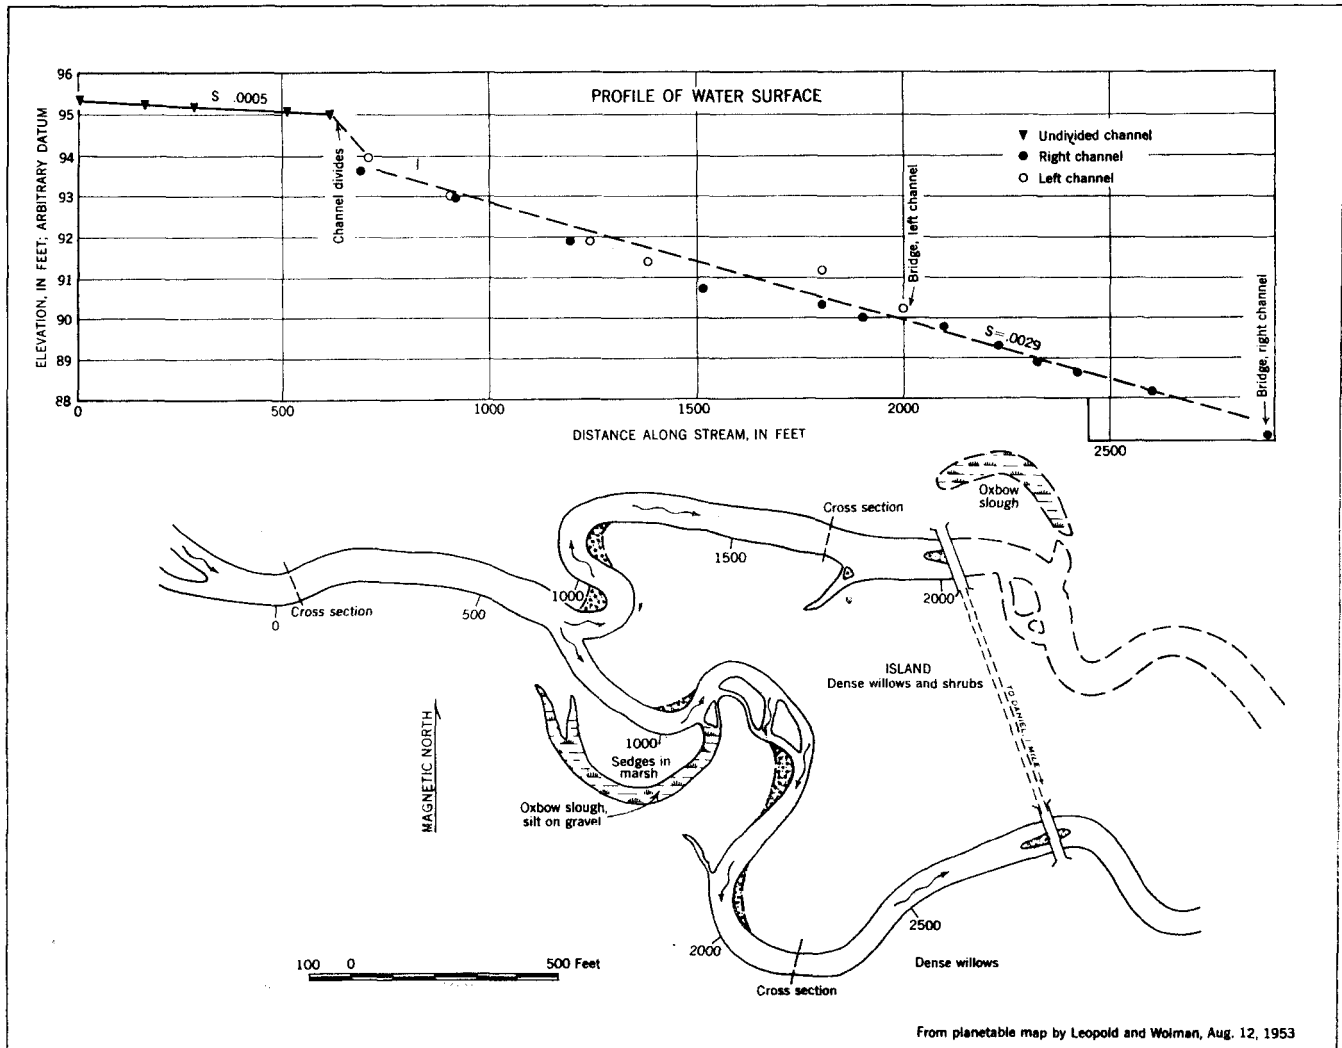 PROFILE OF WATER SURFACE
ELEVATION, IN FEET; ARBITRARY DATUM
96
95
94
93
92
91
90
89
88
S .0005
Channel divides
Undivided channel
Right channel
Left channel
Bridge, left channel
S=.0029
Bridge, right channel
0
500
1000
1500
2000
2500
DISTANCE ALONG STREAM, IN FEET
Oxbow
slough
Cross section
1500
1000
Cross section
0
500
2000
ISLAND
Dense willows and shrubs
TO DANIEL 1 MILE
MAGNETIC NORTH
1000
Sedges in
marsh
Oxbow slough,
silt on gravel
2000
2500
Dense willows
Cross section
100 0 500 Feet
From planetable map by Leopold and Wolman, Aug. 12, 1953